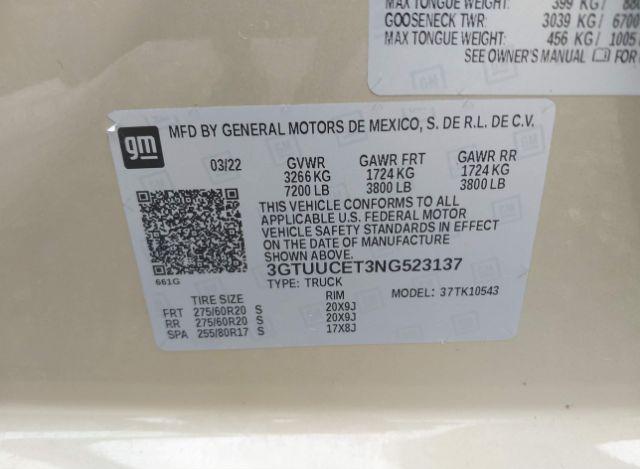 MAX TONGUE WEIGHT: 399 KG/ 880
GOOSENECK TWR: 3039 KG/ 6700
MAX TONGUE WEIGHT: 456 KG/ 1005
SEE OWNER'S MANUAL FOR
gm MFD BY GENERAL MOTORS DE MEXICO, S. DE R.L. DE C.V.
03/22 GVWR GAWR FRT GAWR RR
3266 KG 1724 KG 1724 KG
7200 LB 3800 LB 3800 LB
THIS VEHICLE CONFORMS TO ALL
APPLICABLE U.S. FEDERAL MOTOR
VEHICLE SAFETY STANDARDS IN EFFECT
ON THE DATE OF MANUFACTURE
SHOWN ABOVE.
3GTUUCET3NG523137
661G TYPE: TRUCK MODEL: 37TK10543
TIRE SIZE RIM
FRT 275/60R20 S 20X9J
RR 275/60R20 S 20X9J
SPA 255/80R17 S 17X8J